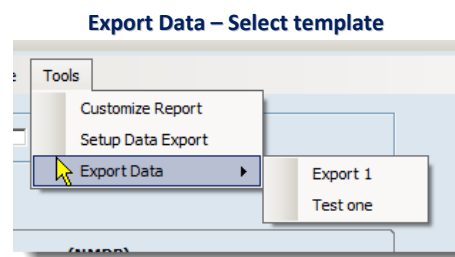 Export Data – Select template
Tools
Customize Report
Setup Data Export
Export Data
Export 1
Test one